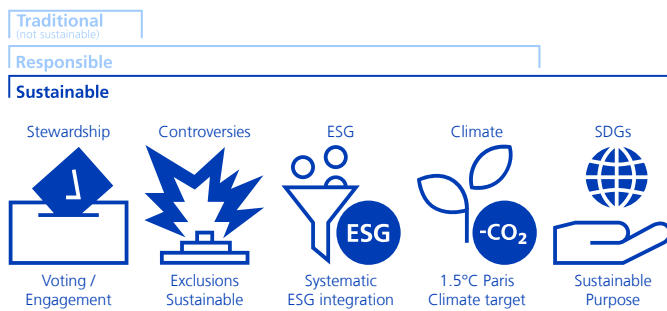 Traditional
(not sustainable)
Responsible
Sustainable
Stewardship
Controversies
ESG
Climate
SDGs
ESG
-CO₂
Voting /
Engagement
Exclusions
Sustainable
Systematic
ESG integration
1.5°C Paris
Climate target
Sustainable
Purpose